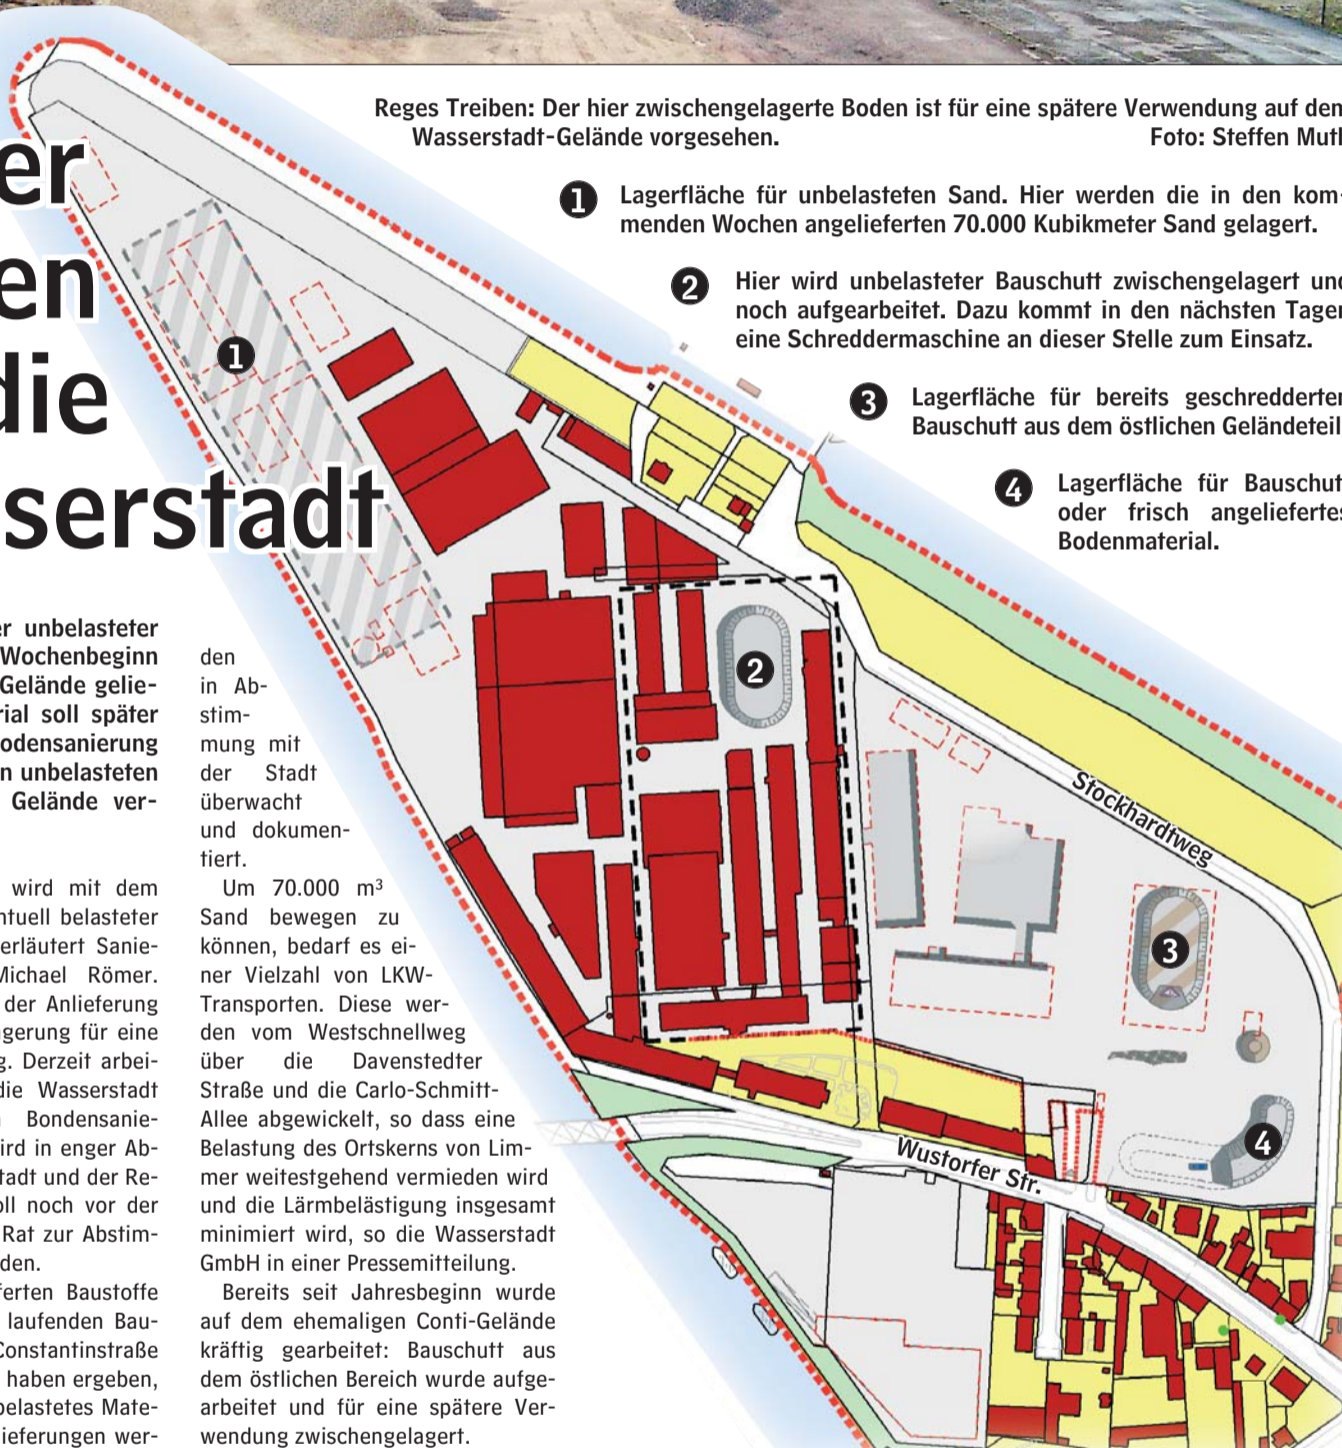 Reges Treiben: Der hier zwischengelagerte Boden ist für eine spätere Verwendung auf dem
Wasserstadt-Gelände vorgesehen. Foto: Steffen Mutl
er
en
die
serstadt
1 Lagerfläche für unbelasteten Sand. Hier werden die in den kom-
menden Wochen angelieferten 70.000 Kubikmeter Sand gelagert.
2 Hier wird unbelasteter Bauschutt zwischengelagert und
noch aufgearbeitet. Dazu kommt in den nächsten Tagen
eine Schreddermaschine an dieser Stelle zum Einsatz.
3 Lagerfläche für bereits geschredderten
Bauschutt aus dem östlichen Geländeteil
4 Lagerfläche für Bauschut
oder frisch angeliefertes
Bodenmaterial.
1
2
3
4
Stockhardtweg
Wustorfer Str.
er unbelasteter
Wochenbeginn
Gelände gelie-
rial soll später
odensanierung
n unbelasteten
Gelände ver-
wird mit dem
ntuell belasteter
erläutert Sanie-
Michael Römer.
der Anlieferung
gerung für eine
g. Derzeit arbei-
die Wasserstadt
Bondensanie-
ird in enger Ab-
tadt und der Re-
oll noch vor der
Rat zur Abstim-
den.
ferten Baustoffe
laufenden Bau-
Constantinstraße
haben ergeben,
belastetes Mate-
ieferungen wer-
den
in Ab-
stim-
mung mit
der Stadt
überwacht
und dokumen-
tiert.
Um 70.000 m³
Sand bewegen zu
können, bedarf es ei-
ner Vielzahl von LKW-
Transporten. Diese wer-
den vom Westschnellweg
über die Davenstedter
Straße und die Carlo-Schmitt-
Allee abgewickelt, so dass eine
Belastung des Ortskerns von Lim-
mer weitestgehend vermieden wird
und die Lärmbelästigung insgesamt
minimiert wird, so die Wasserstadt
GmbH in einer Pressemitteilung.
Bereits seit Jahresbeginn wurde
auf dem ehemaligen Conti-Gelände
kräftig gearbeitet: Bauschutt aus
dem östlichen Bereich wurde aufge-
arbeitet und für eine spätere Ver-
wendung zwischengelagert.